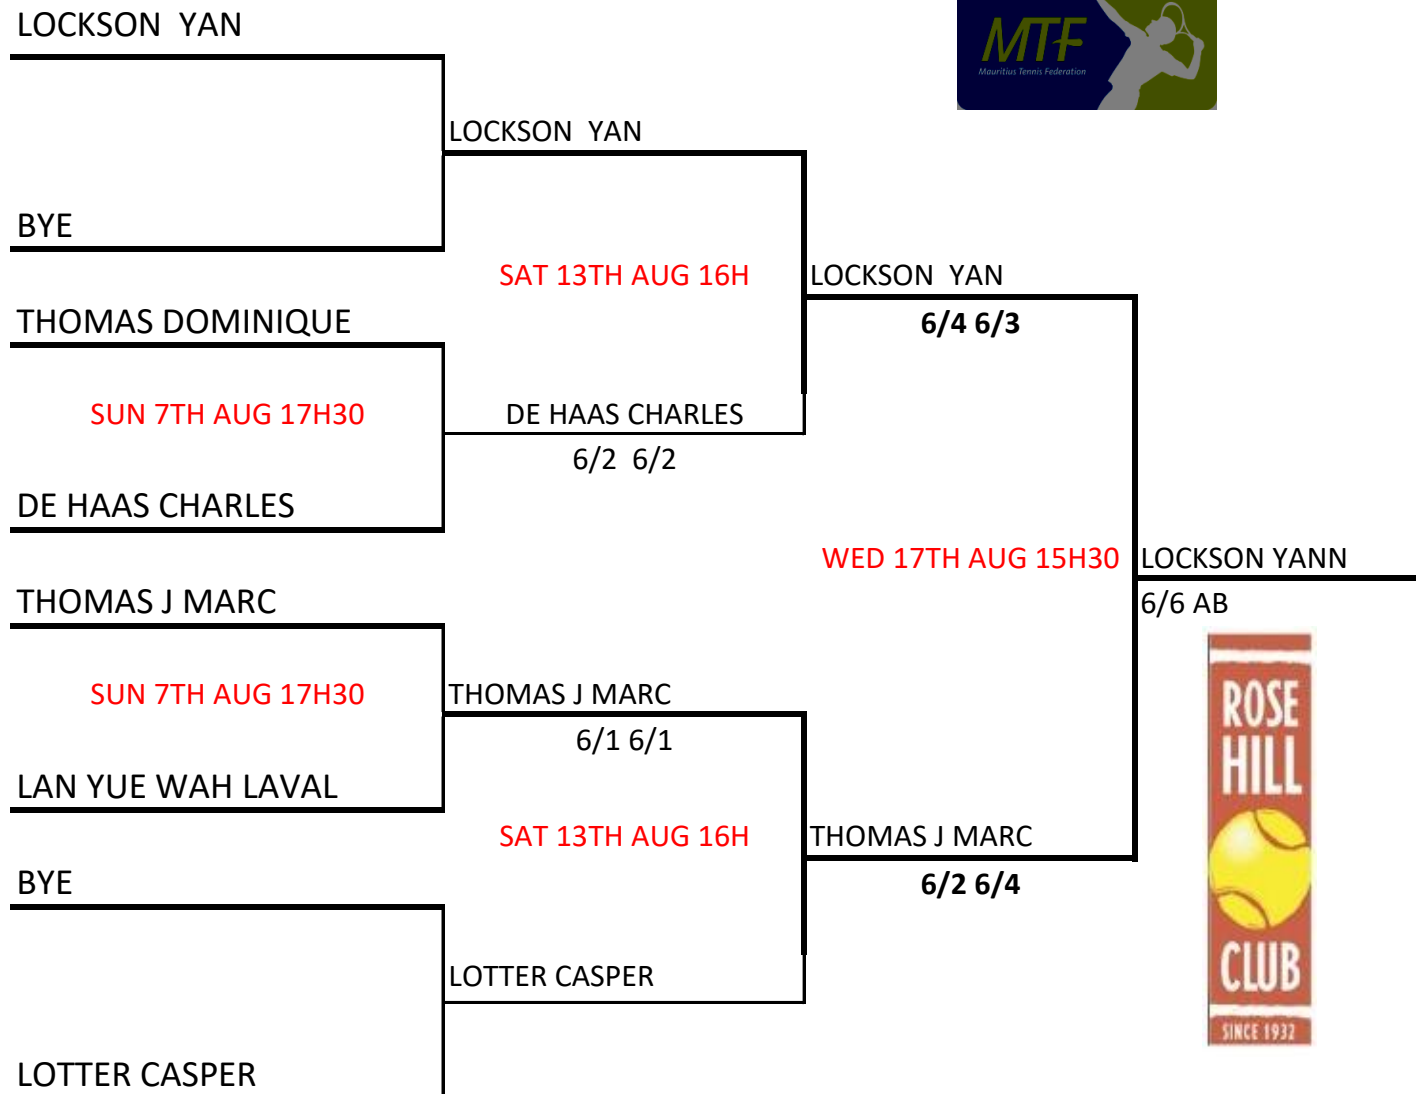 LOCKSON  YAN
MTF
Mauritius Tennis Federation
LOCKSON  YAN
BYE
SAT 13TH AUG 16H
LOCKSON  YAN
THOMAS DOMINIQUE
6/4 6/3
SUN 7TH AUG 17H30
DE HAAS CHARLES
6/2  6/2
DE HAAS CHARLES
WED 17TH AUG 15H30
LOCKSON YANN
THOMAS J MARC
6/6 AB
SUN 7TH AUG 17H30
THOMAS J MARC
6/1 6/1
LAN YUE WAH LAVAL
SAT 13TH AUG 16H
THOMAS J MARC
BYE
6/2 6/4
LOTTER CASPER
LOTTER CASPER
ROSE
HILL
CLUB
SINCE 1932